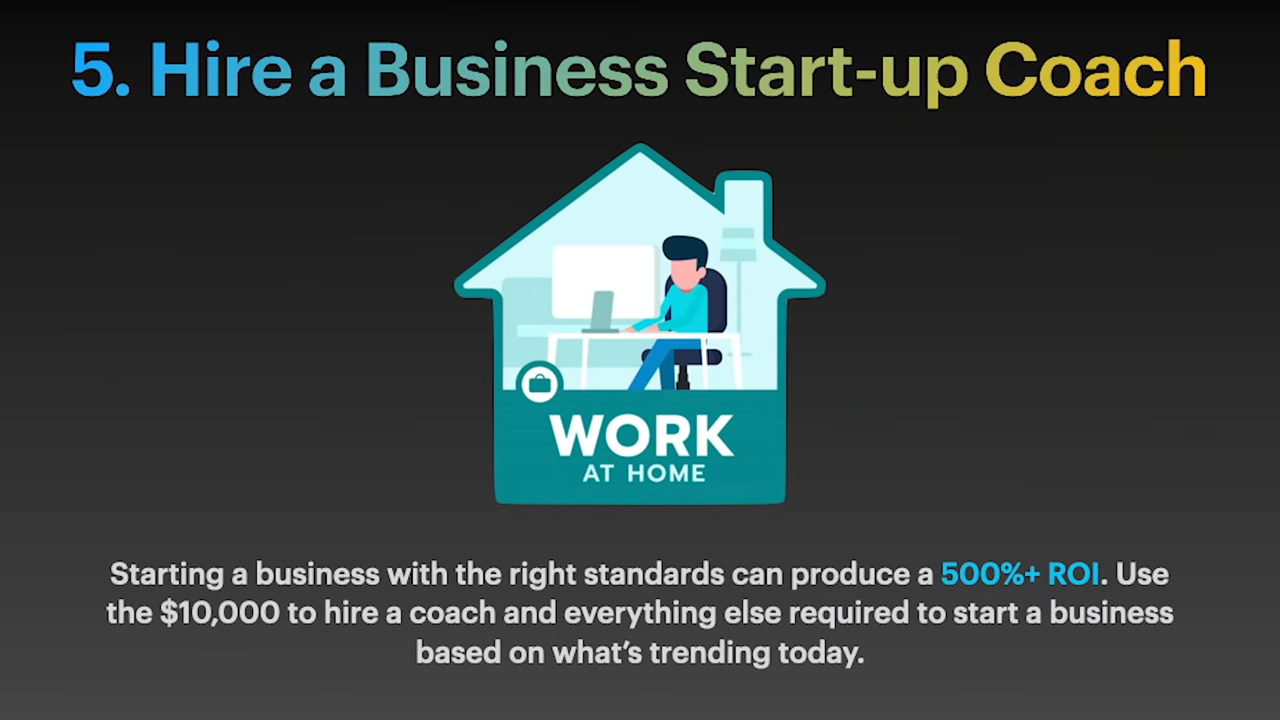 5. Hire a Business Start-up Coach
WORK
AT HOME
Starting a business with the right standards can produce a 500%+ ROI. Use
the $10,000 to hire a coach and everything else required to start a business
based on what’s trending today.